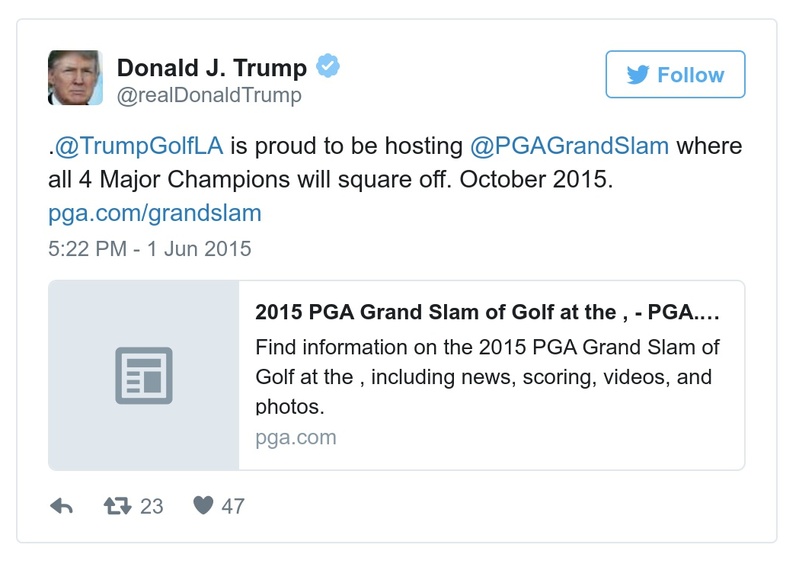 Donald J. Trump
@realDonaldTrump
Follow
.@TrumpGolfLA is proud to be hosting @PGAGrandSlam where
all 4 Major Champions will square off. October 2015.
pga.com/grandslam
5:22 PM - 1 Jun 2015
2015 PGA Grand Slam of Golf at the , - PGA....
Find information on the 2015 PGA Grand Slam of
Golf at the , including news, scoring, videos, and
photos.
pga.com
23 47